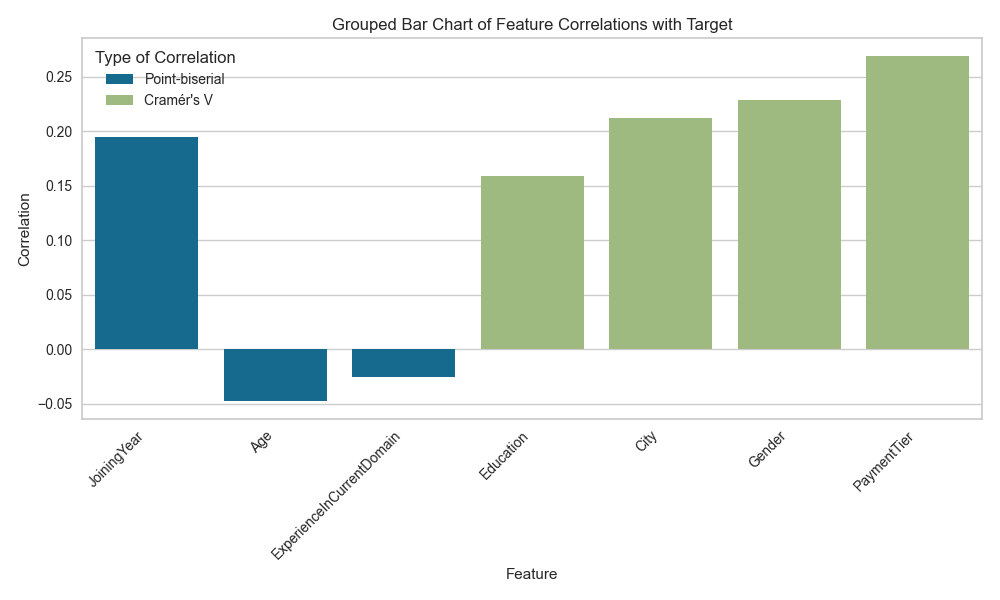 Grouped Bar Chart of Feature Correlations with Target
Type of Correlation
Point-biserial
Cramér's V
Correlation
0.25
0.20
0.15
0.10
0.05
0.00
−0.05
JoiningYear
Age
ExperienceInCurrentDomain
Education
City
Gender
PaymentTier
Feature